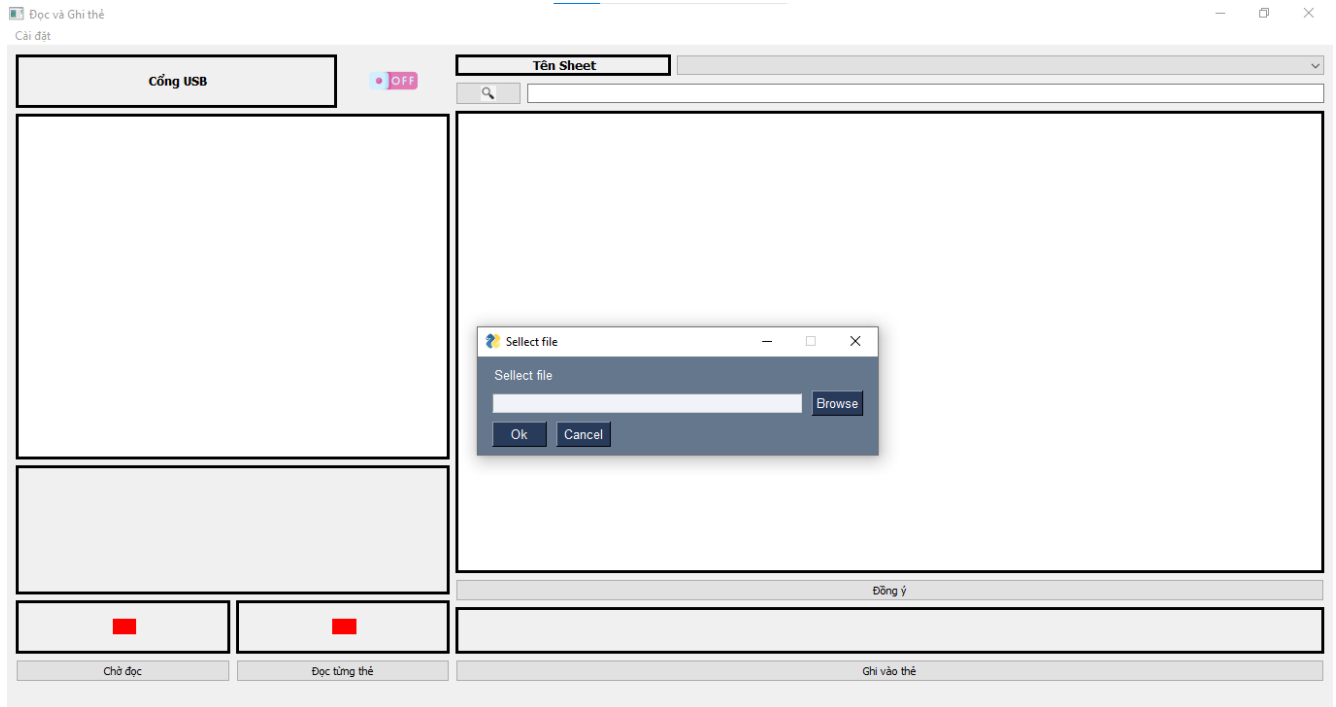 Đọc và Ghi thẻ
Cài đặt
Cổng USB
OFF
Tên Sheet
Sellect file
Sellect file
Browse
Ok
Cancel
Đồng ý
Chờ đọc
Đọc từng thẻ
Ghi vào thẻ